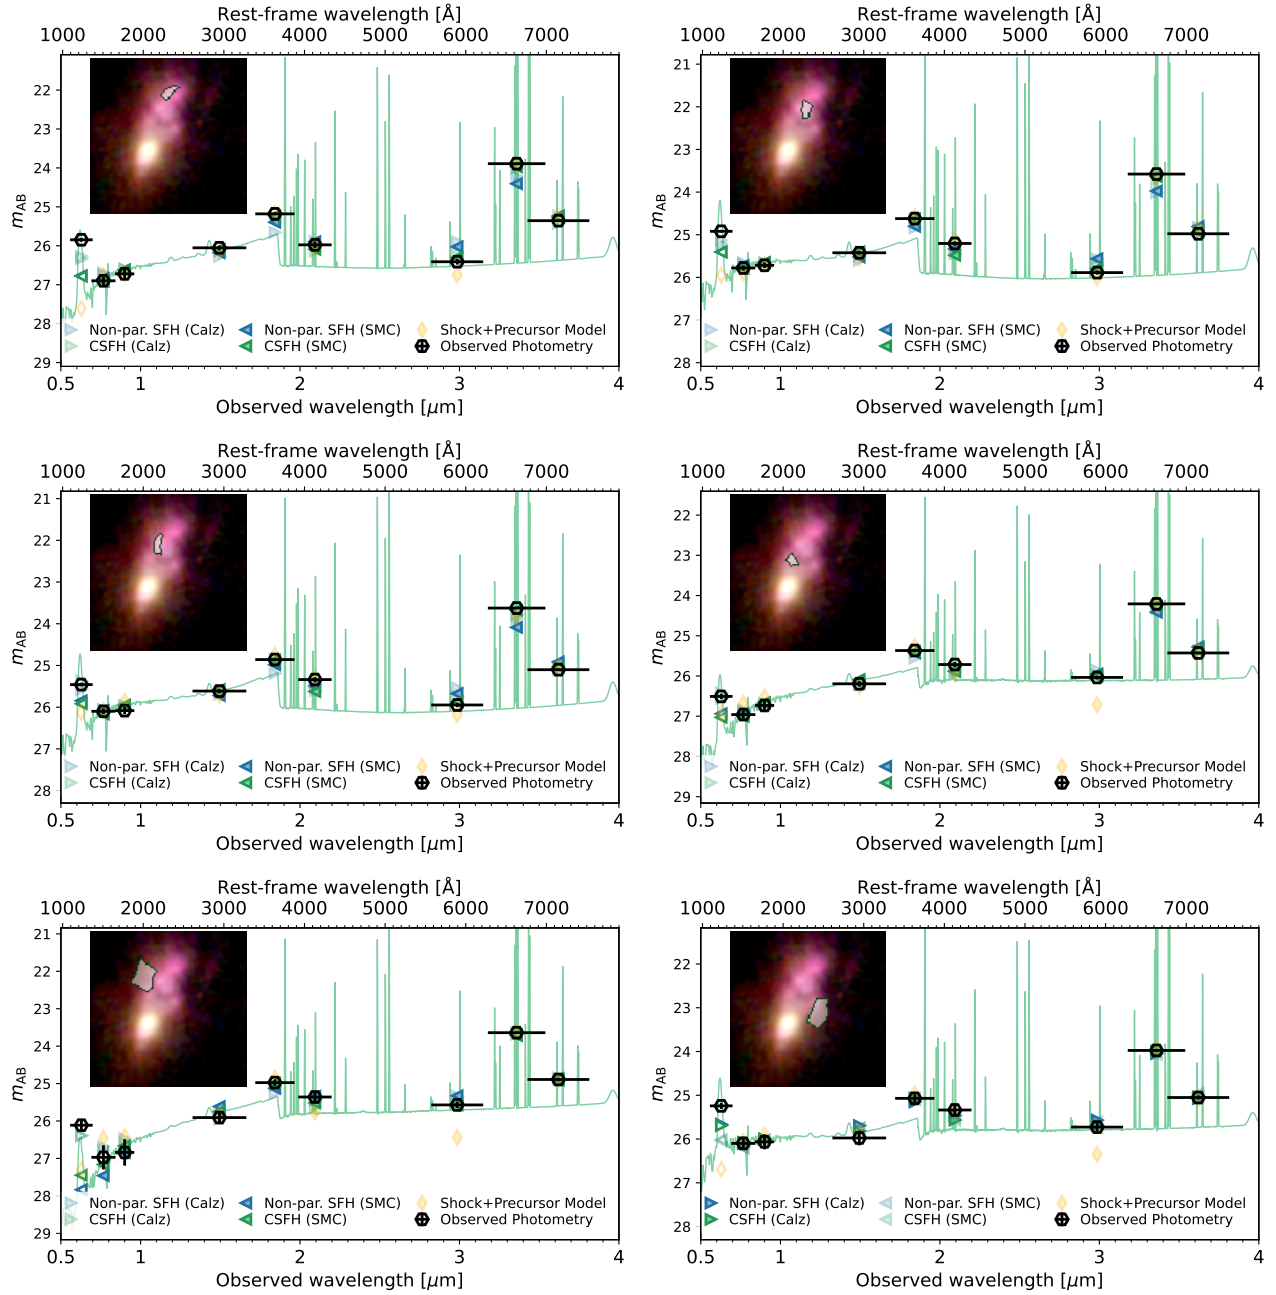 Rest-frame wavelength [Å]
1000 2000 3000 4000 5000 6000 7000
22
23
24
25
26
27
28
29
m_AB
Non-par. SFH (Calz) Non-par. SFH (SMC) Shock+Precursor Model
CSFH (Calz) CSFH (SMC) Observed Photometry
0.5 1 2 3 4
Observed wavelength [μm]
Rest-frame wavelength [Å]
1000 2000 3000 4000 5000 6000 7000
21
22
23
24
25
26
27
28
Non-par. SFH (Calz) Non-par. SFH (SMC) Shock+Precursor Model
CSFH (Calz) CSFH (SMC) Observed Photometry
0.5 1 2 3 4
Observed wavelength [μm]
Rest-frame wavelength [Å]
1000 2000 3000 4000 5000 6000 7000
21
22
23
24
25
26
27
28
m_AB
Non-par. SFH (Calz) Non-par. SFH (SMC) Shock+Precursor Model
CSFH (Calz) CSFH (SMC) Observed Photometry
0.5 1 2 3 4
Observed wavelength [μm]
Rest-frame wavelength [Å]
1000 2000 3000 4000 5000 6000 7000
22
23
24
25
26
27
28
29
Non-par. SFH (Calz) Non-par. SFH (SMC) Shock+Precursor Model
CSFH (Calz) CSFH (SMC) Observed Photometry
0.5 1 2 3 4
Observed wavelength [μm]
Rest-frame wavelength [Å]
1000 2000 3000 4000 5000 6000 7000
21
22
23
24
25
26
27
28
29
m_AB
Non-par. SFH (Calz) Non-par. SFH (SMC) Shock+Precursor Model
CSFH (Calz) CSFH (SMC) Observed Photometry
0.5 1 2 3 4
Observed wavelength [μm]
Rest-frame wavelength [Å]
1000 2000 3000 4000 5000 6000 7000
22
23
24
25
26
27
28
Non-par. SFH (Calz) Non-par. SFH (SMC) Shock+Precursor Model
CSFH (Calz) CSFH (SMC) Observed Photometry
0.5 1 2 3 4
Observed wavelength [μm]